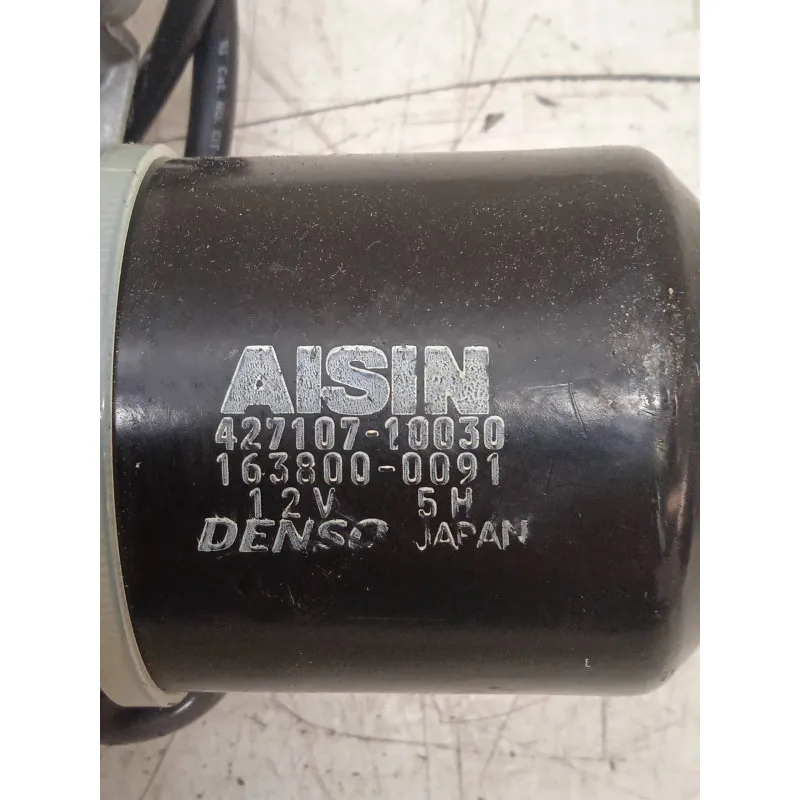 AISIN
427107-10030
163800-0091
12V 5H
DENSO JAPAN